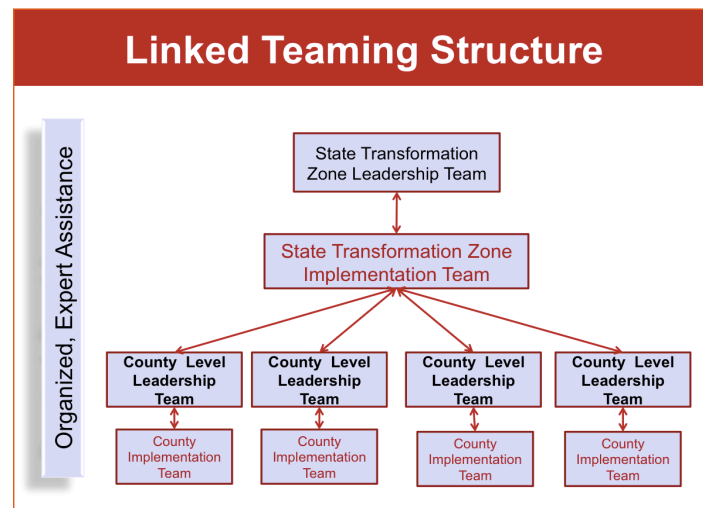 Linked Teaming Structure
Organized, Expert Assistance
State Transformation
Zone Leadership Team
State Transformation Zone
Implementation Team
County Level
Leadership
Team
County Level
Leadership
Team
County Level
Leadership
Team
County Level
Leadership
Team
County
Implementation
Team
County
Implementation
Team
County
Implementation
Team
County
Implementation
Team